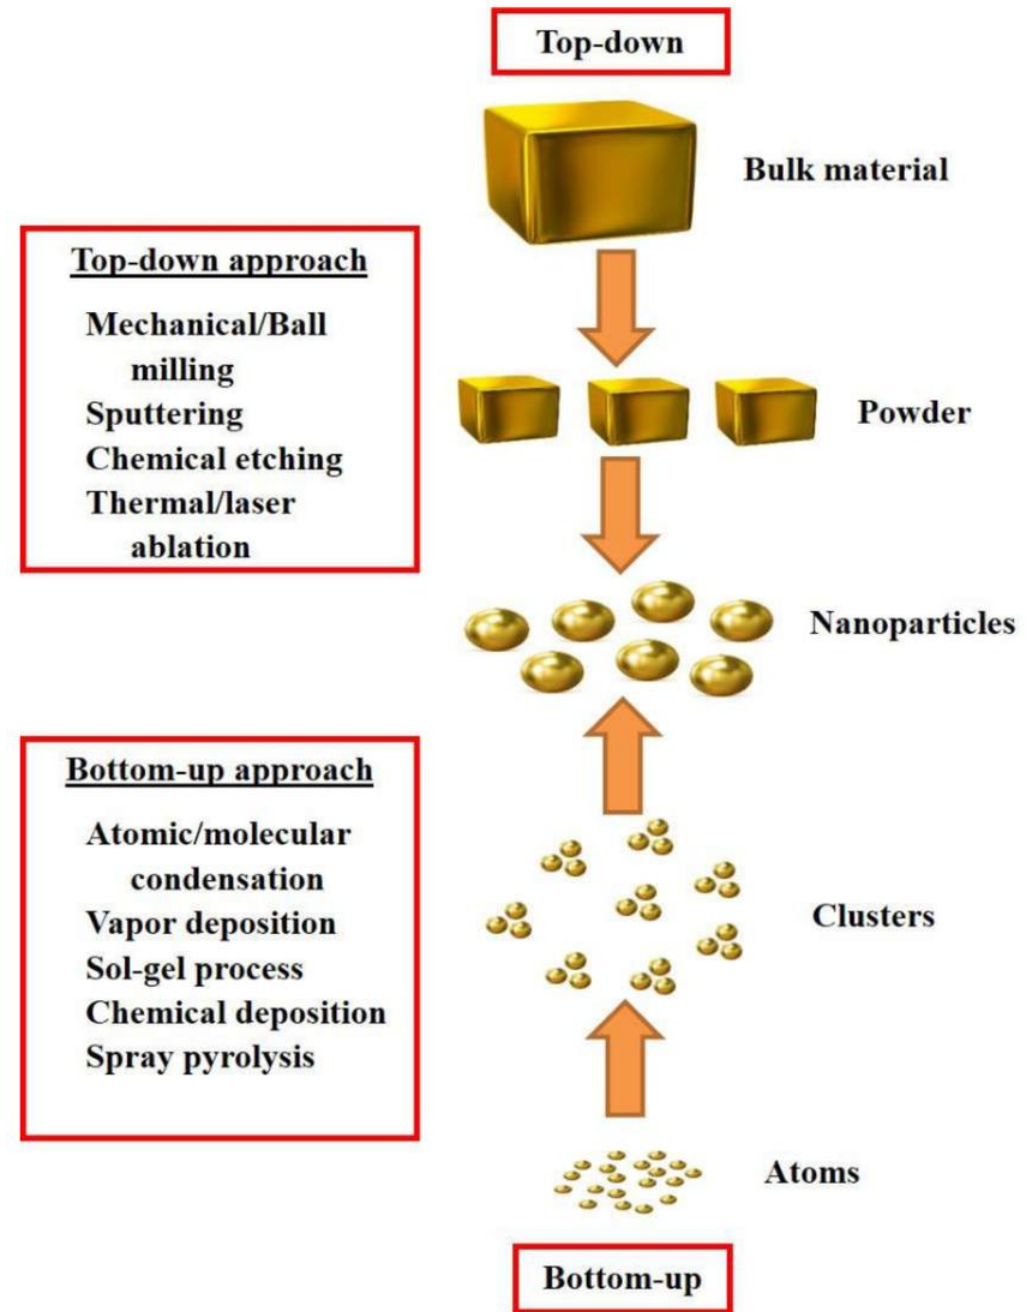 Top-down
Bulk material
Top-down approach
Mechanical/Ball
milling
Sputtering
Chemical etching
Thermal/laser
ablation
Powder
Nanoparticles
Bottom-up approach
Atomic/molecular
condensation
Vapor deposition
Sol-gel process
Chemical deposition
Spray pyrolysis
Clusters
Atoms
Bottom-up